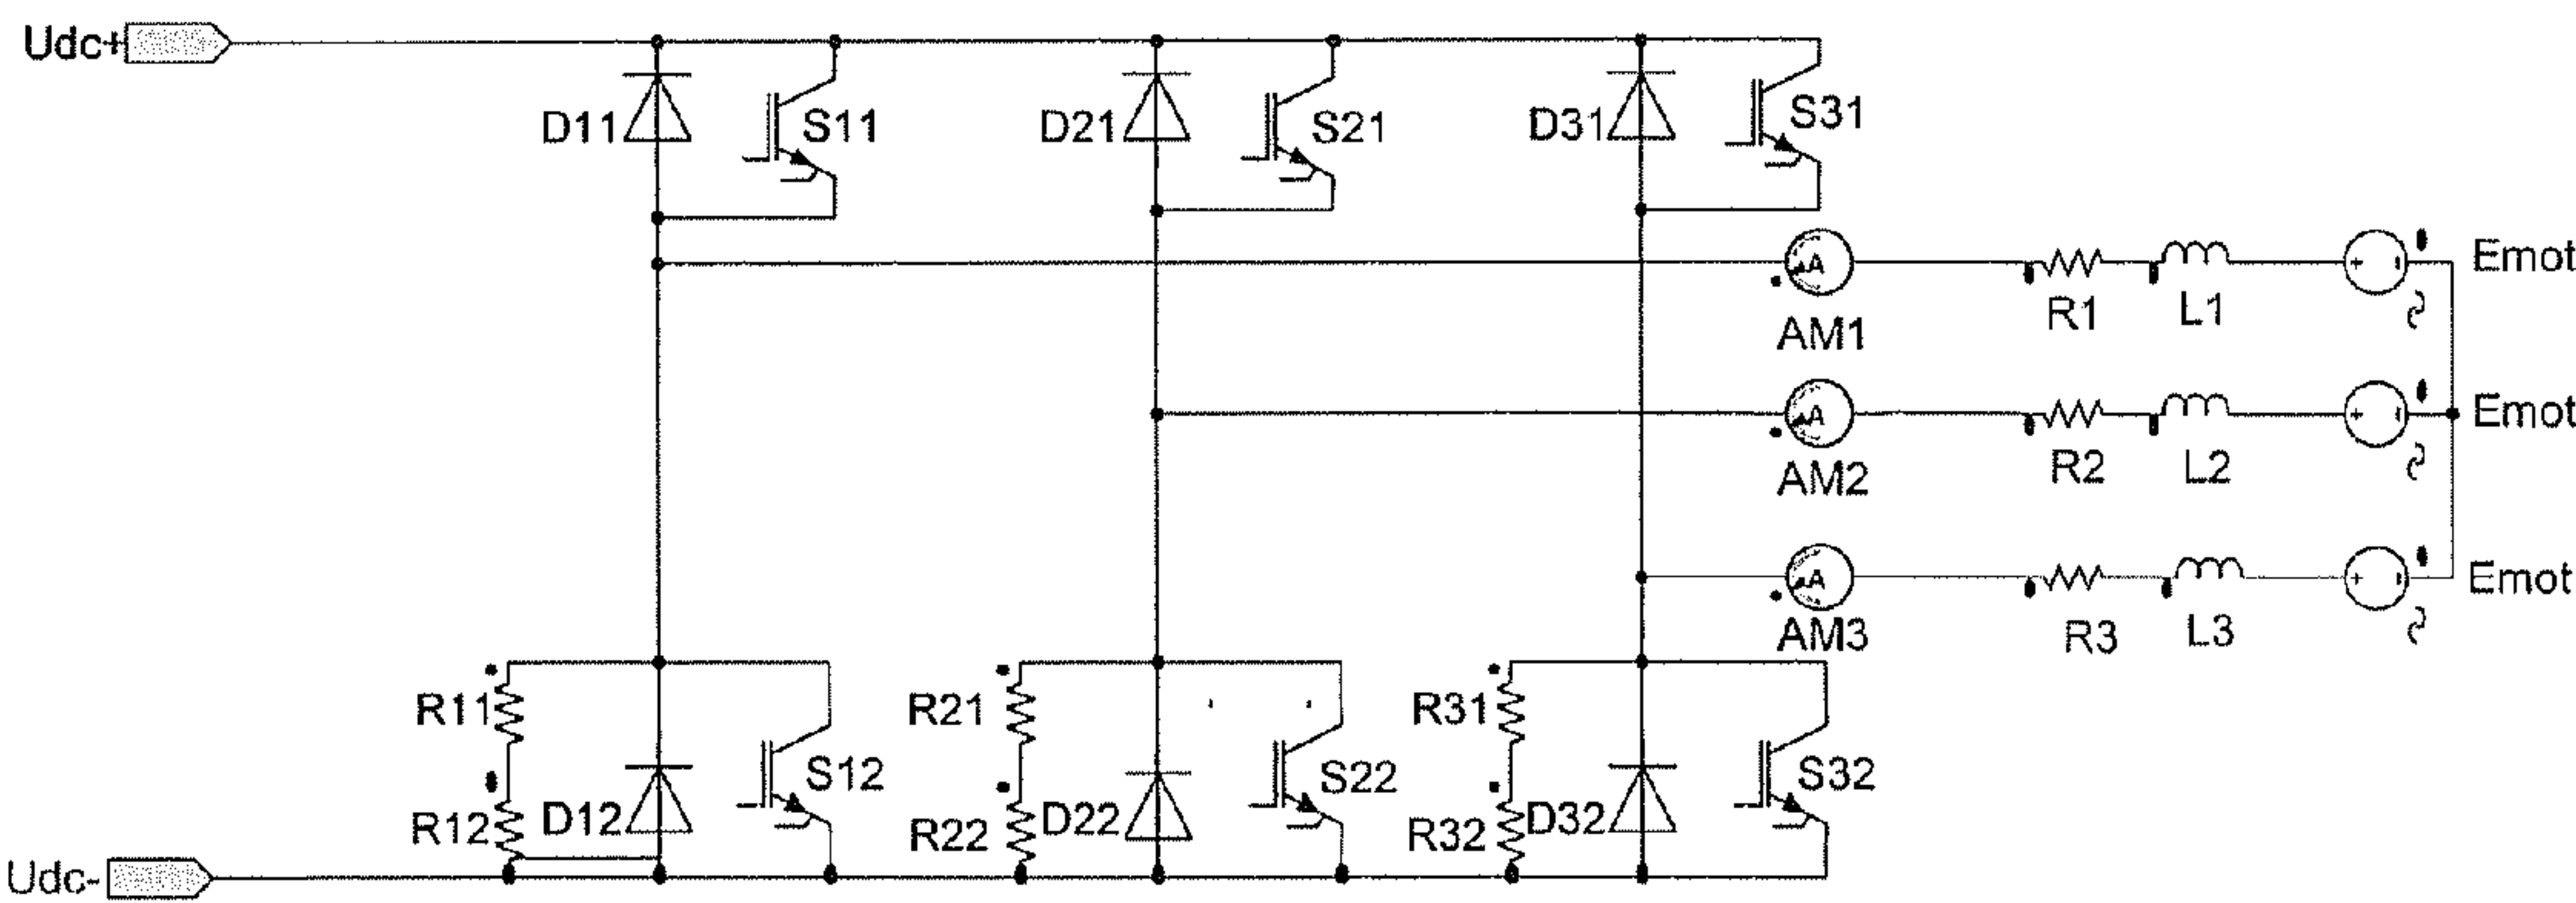 Udc+
D11
S11
D21
S21
D31
S31
A
Emot
AM1
R1
L1
A
Emot
AM2
R2
L2
A
Emot
AM3
R3
L3
R11
R21
R31
R12
D12
S12
R22
D22
S22
R32
D32
S32
Udc-